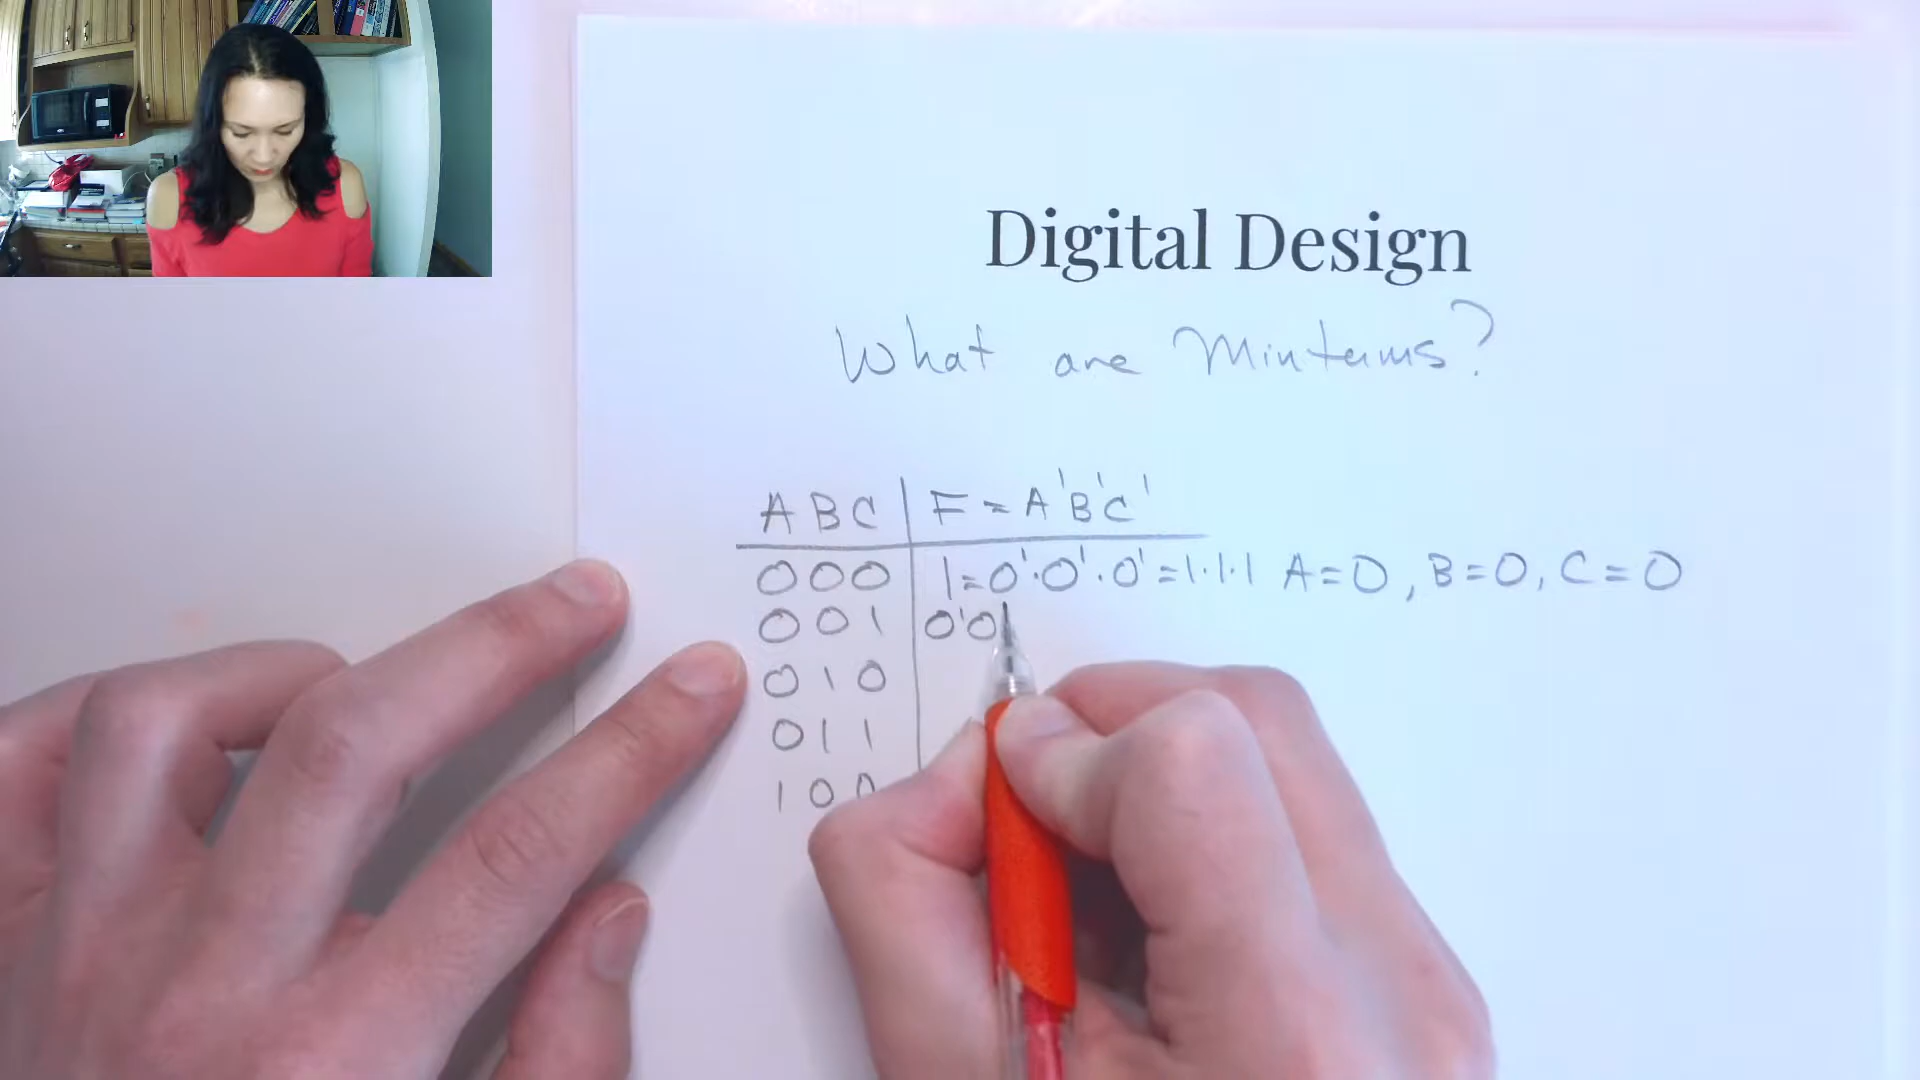 Digital Design
What are Minterms?
A B C F = A'B'C'
0 0 0 1 = 0'·0'·0' = 1·1·1 A = 0, B = 0, C = 0
0 0 1 0'0
0 1 0
0 1 1
1 0 0